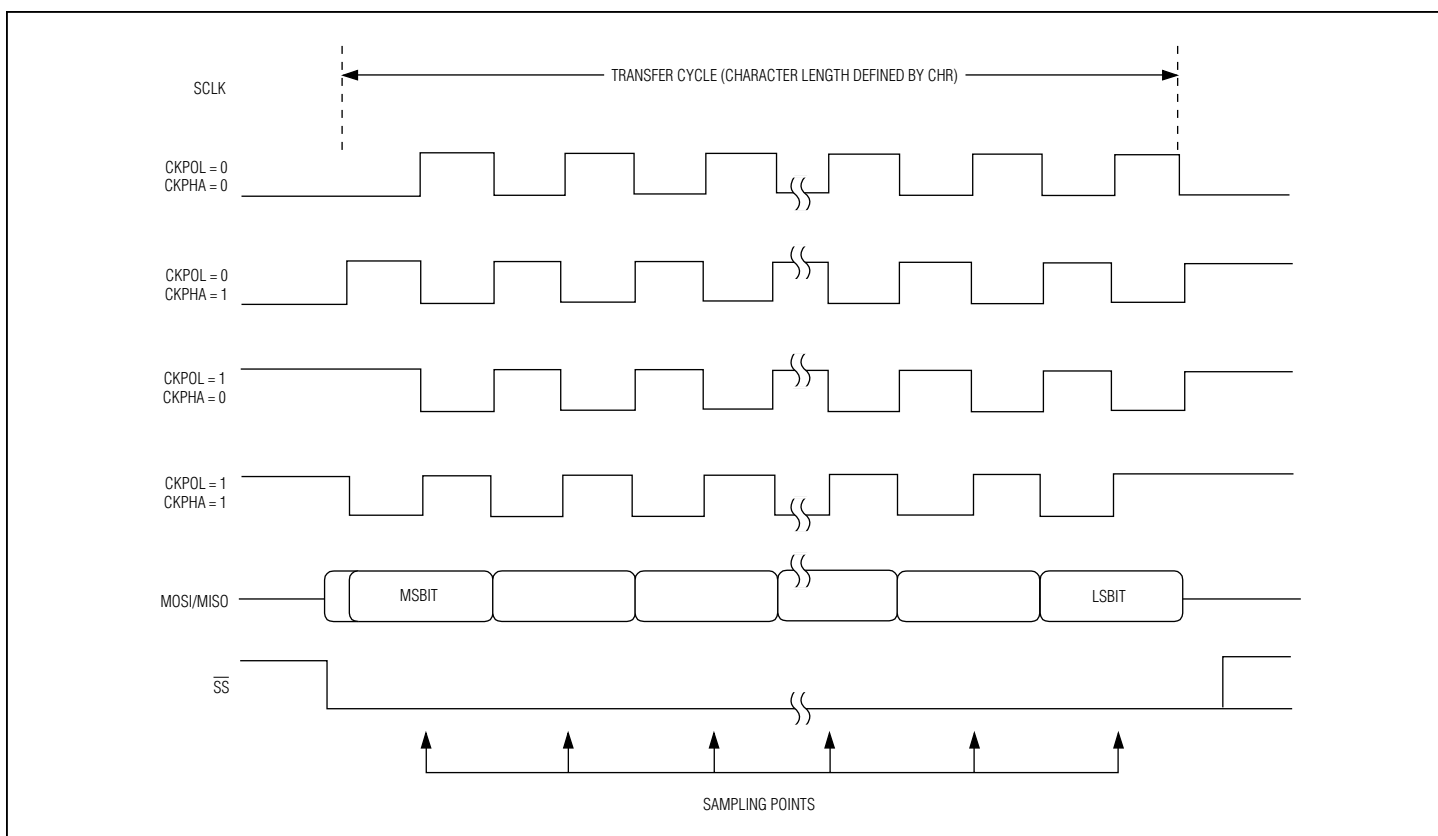 TRANSFER CYCLE (CHARACTER LENGTH DEFINED BY CHR)
SCLK
CKPOL = 0
CKPHA = 0
CKPOL = 0
CKPHA = 1
CKPOL = 1
CKPHA = 0
CKPOL = 1
CKPHA = 1
MOSI/MISO
MSBIT
LSBIT
SS
SAMPLING POINTS